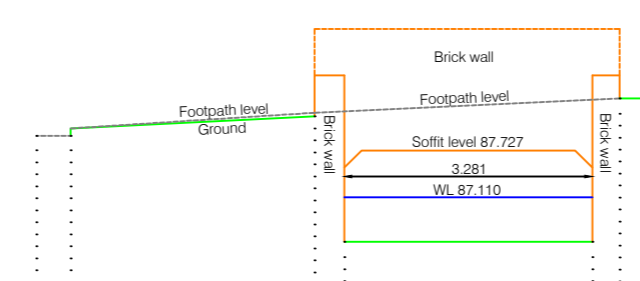 Brick wall
Footpath level
Footpath level
Ground
Brick wall
Soffit level 87.727
Brick wall
3.281
WL 87.110